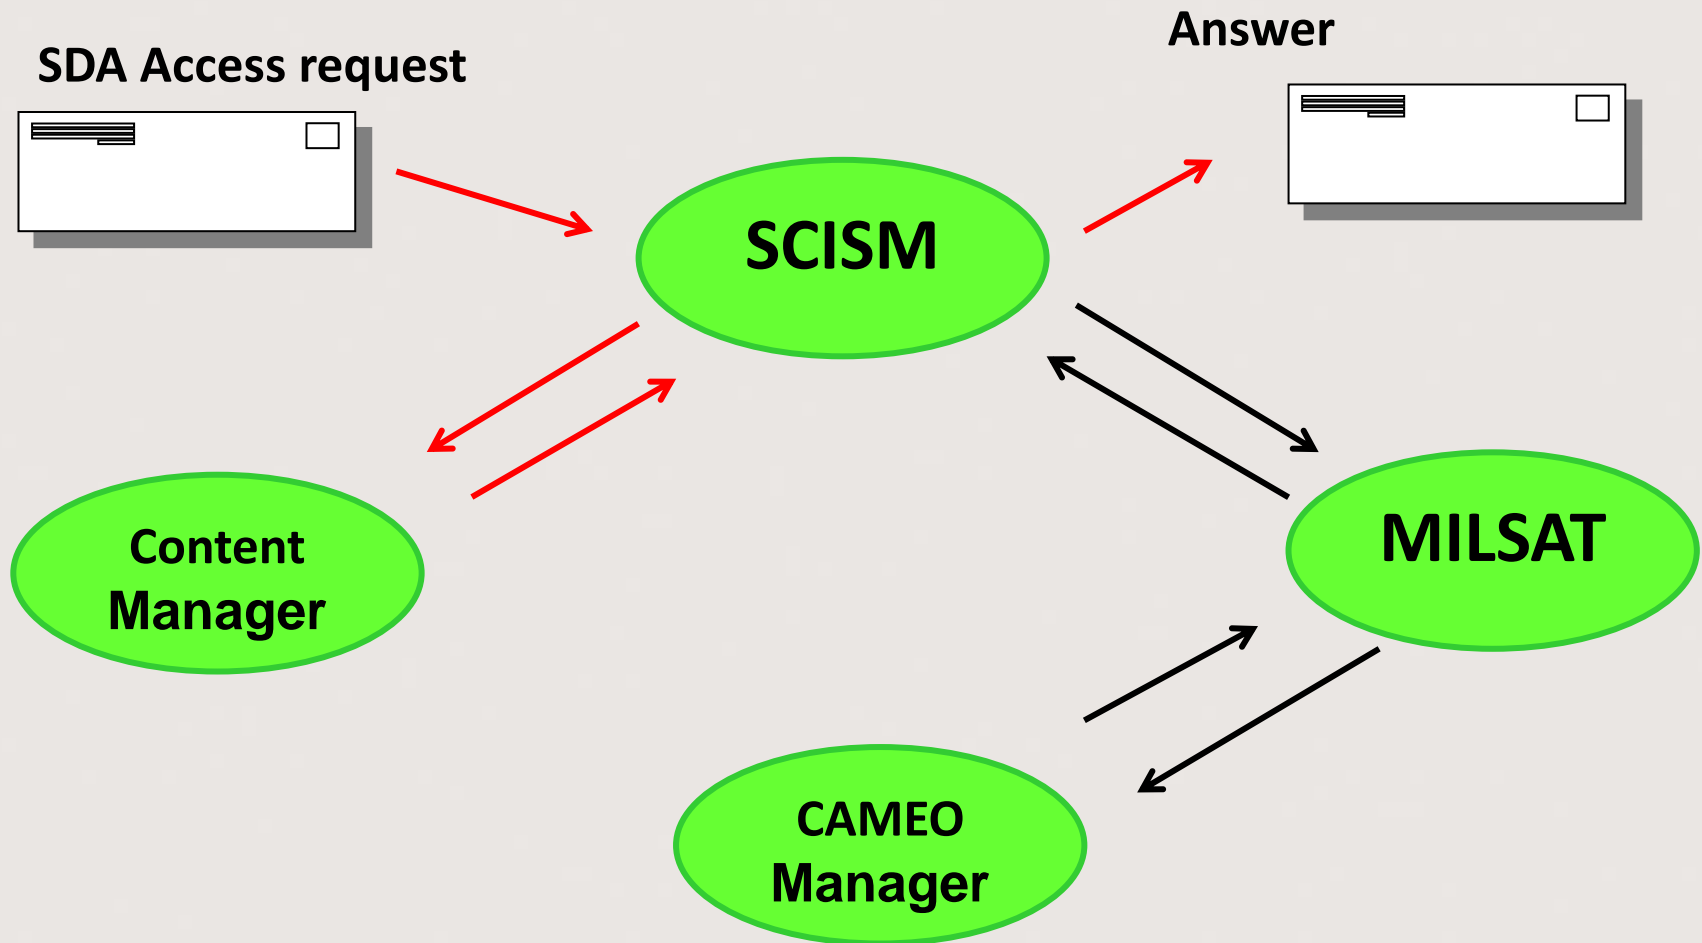 Answer
SDA Access request
SCISM
MILSAT
Content
Manager
CAMEO
Manager